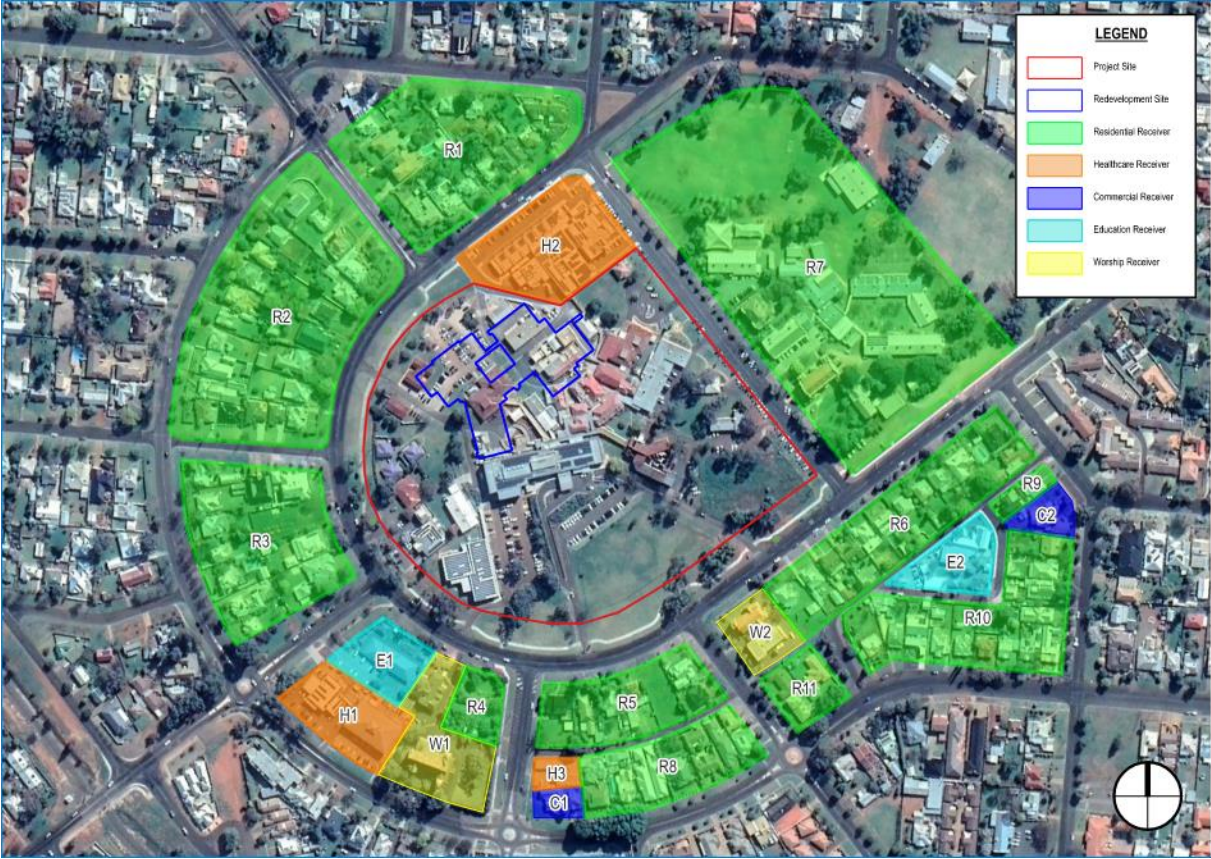 LEGEND
Project Site
Redevelopment Site
Residential Receiver
Healthcare Receiver
Commercial Receiver
Education Receiver
Worship Receiver
R1
H2
R7
R2
R9
C2
R6
R3
E2
R10
W2
E1
R11
R4
R5
H1
W1
R8
H3
C1